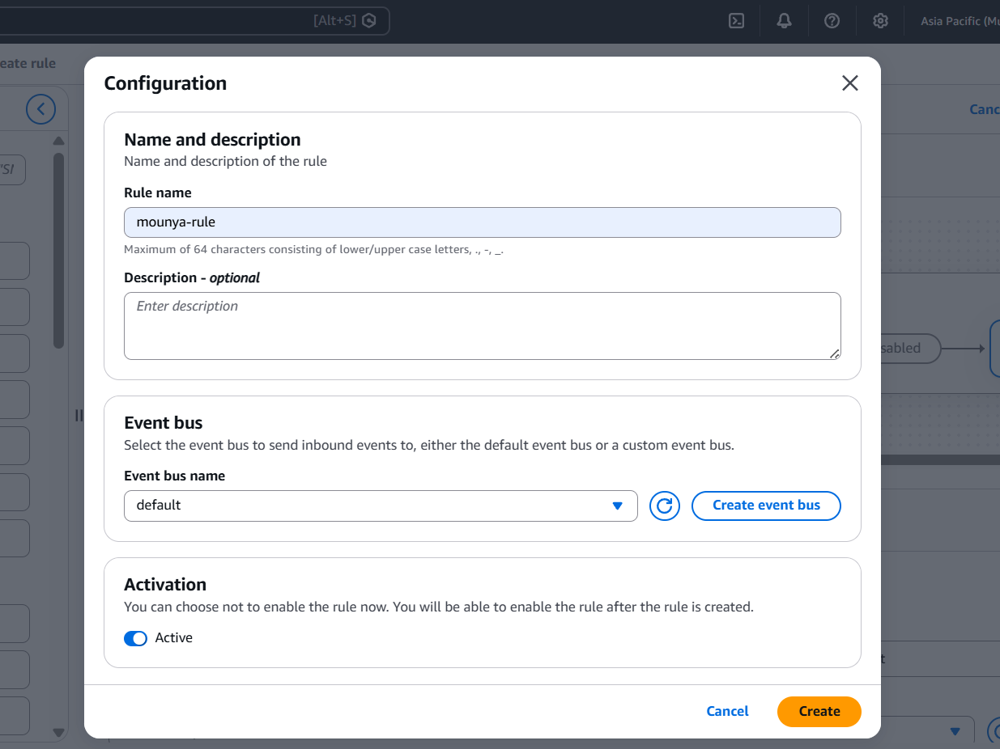 [Alt+S]
Asia Pacific (Mu
eate rule
Configuration
Canc
Name and description
Name and description of the rule
Rule name
mounya-rule
Maximum of 64 characters consisting of lower/upper case letters, ., -, _.
Description - optional
Enter description
sabled
Event bus
Select the event bus to send inbound events to, either the default event bus or a custom event bus.
Event bus name
default
Create event bus
Activation
You can choose not to enable the rule now. You will be able to enable the rule after the rule is created.
Active
Cancel
Create